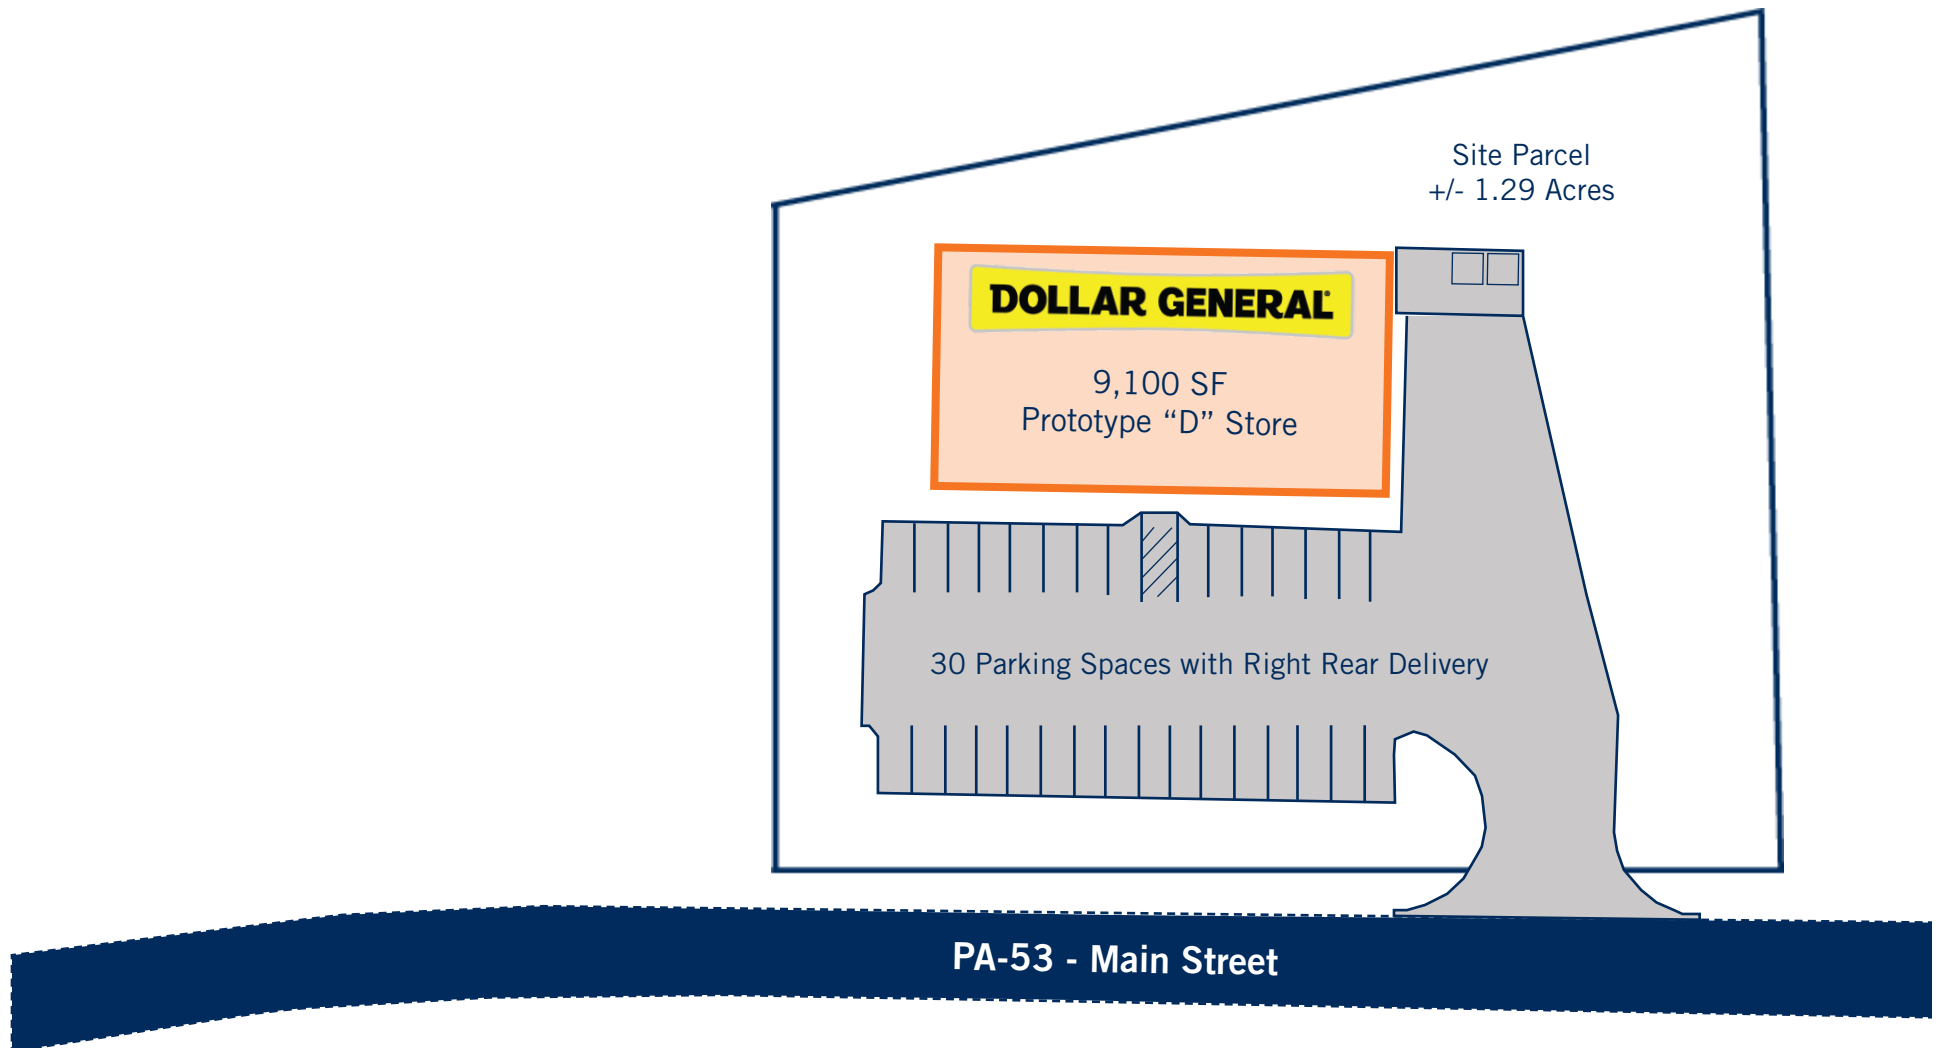 Site Parcel
+/- 1.29 Acres
DOLLAR GENERAL®
9,100 SF
Prototype “D” Store
30 Parking Spaces with Right Rear Delivery
PA-53 - Main Street